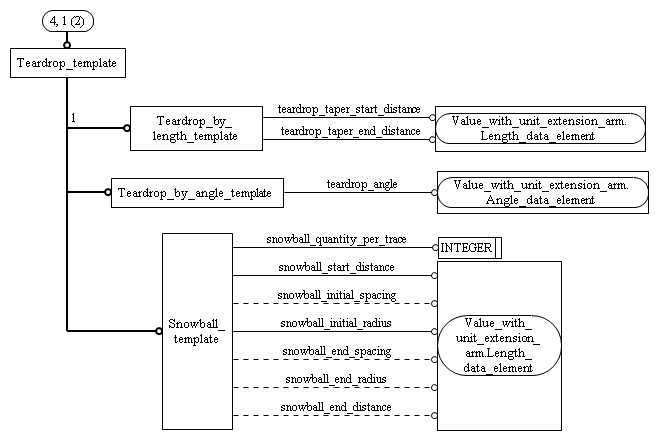 4, 1 (2)
Teardrop_template
1
Teardrop_by_
length_template
teardrop_taper_start_distance
teardrop_taper_end_distance
Value_with_unit_extension_arm.
Length_data_element
Teardrop_by_angle_template
teardrop_angle
Value_with_unit_extension_arm.
Angle_data_element
Snowball_
template
snowball_quantity_per_trace
INTEGER
snowball_start_distance
snowball_initial_spacing
snowball_initial_radius
snowball_end_spacing
snowball_end_radius
snowball_end_distance
Value_with_
unit_extension_
arm.Length_
data_element